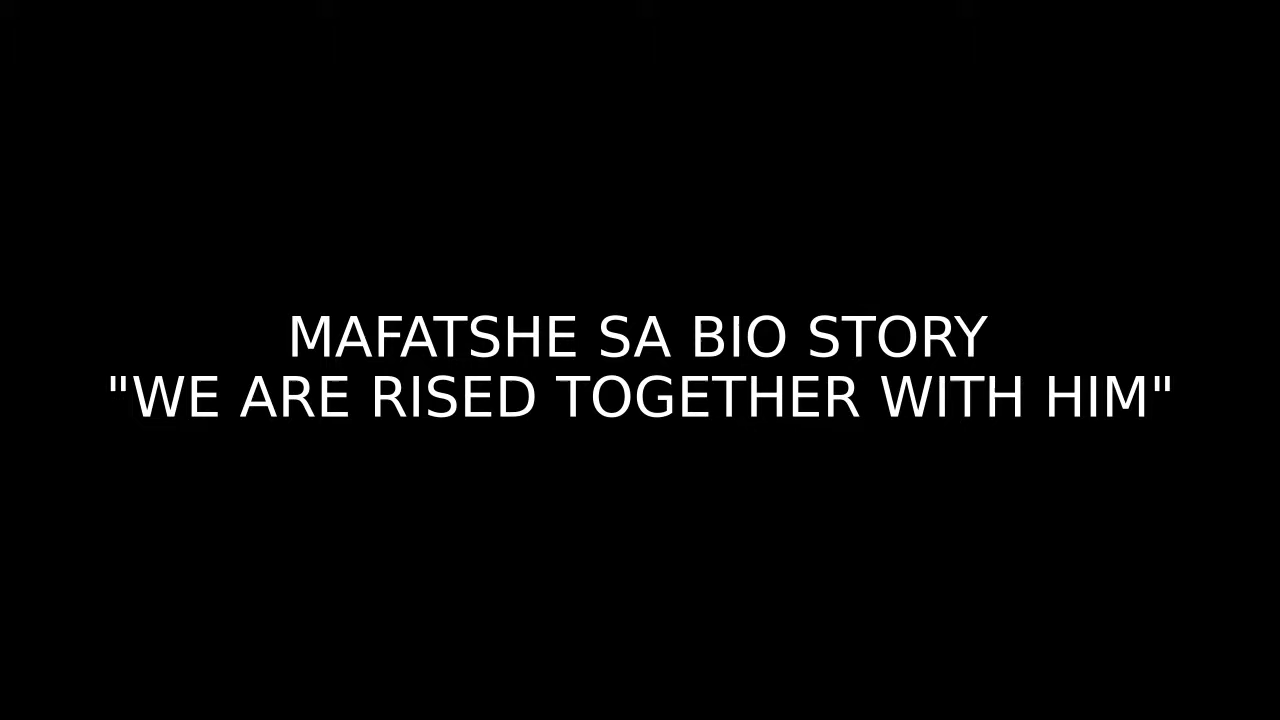 MAFATSHE SA BIO STORY
"WE ARE RISED TOGETHER WITH HIM"